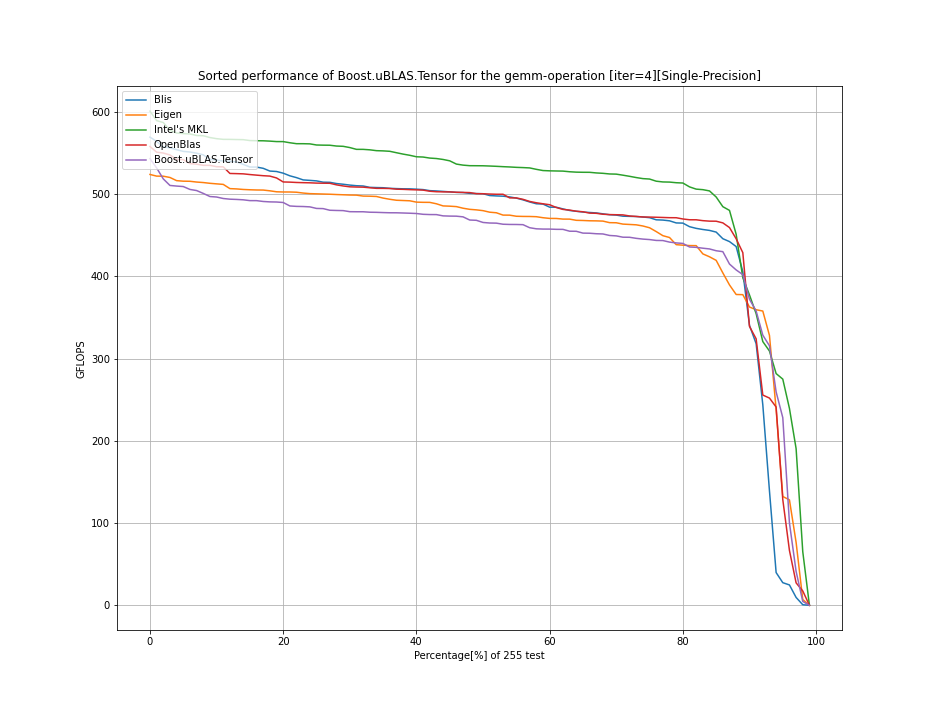 Sorted performance of Boost.uBLAS.Tensor for the gemm-operation [iter=4][Single-Precision]
Blis
Eigen
Intel's MKL
OpenBlas
Boost.uBLAS.Tensor
GFLOPS
600
500
400
300
200
100
0
0 20 40 60 80 100
Percentage[%] of 255 test